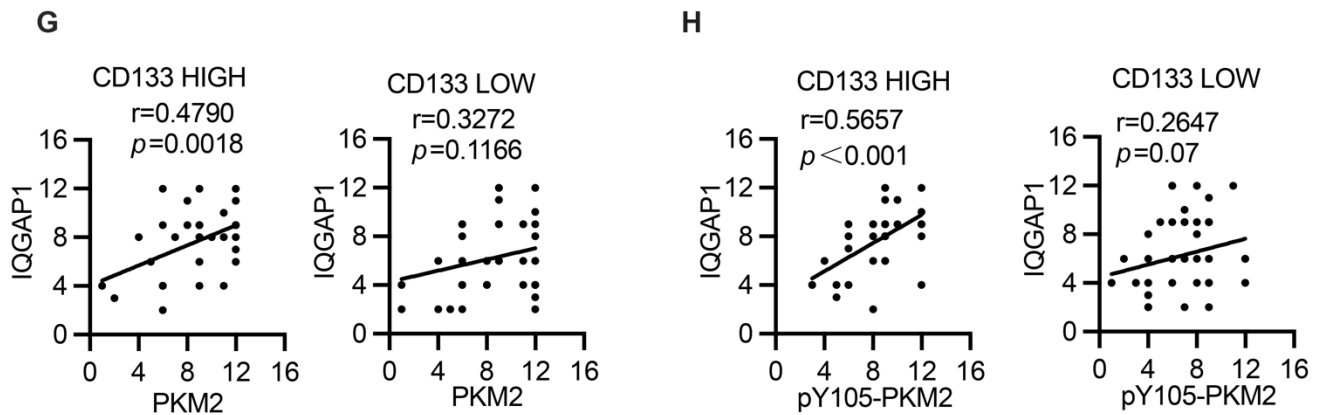 G
CD133 HIGH
r=0.4790
p=0.0018
IQGAP1
16
12
8
4
0
0 4 8 12 16
PKM2
CD133 LOW
r=0.3272
p=0.1166
IQGAP1
16
12
8
4
0
0 4 8 12 16
PKM2
H
CD133 HIGH
r=0.5657
p<0.001
IQGAP1
16
12
8
4
0
0 4 8 12 16
pY105-PKM2
CD133 LOW
r=0.2647
p=0.07
IQGAP1
16
12
8
4
0
0 4 8 12 16
pY105-PKM2